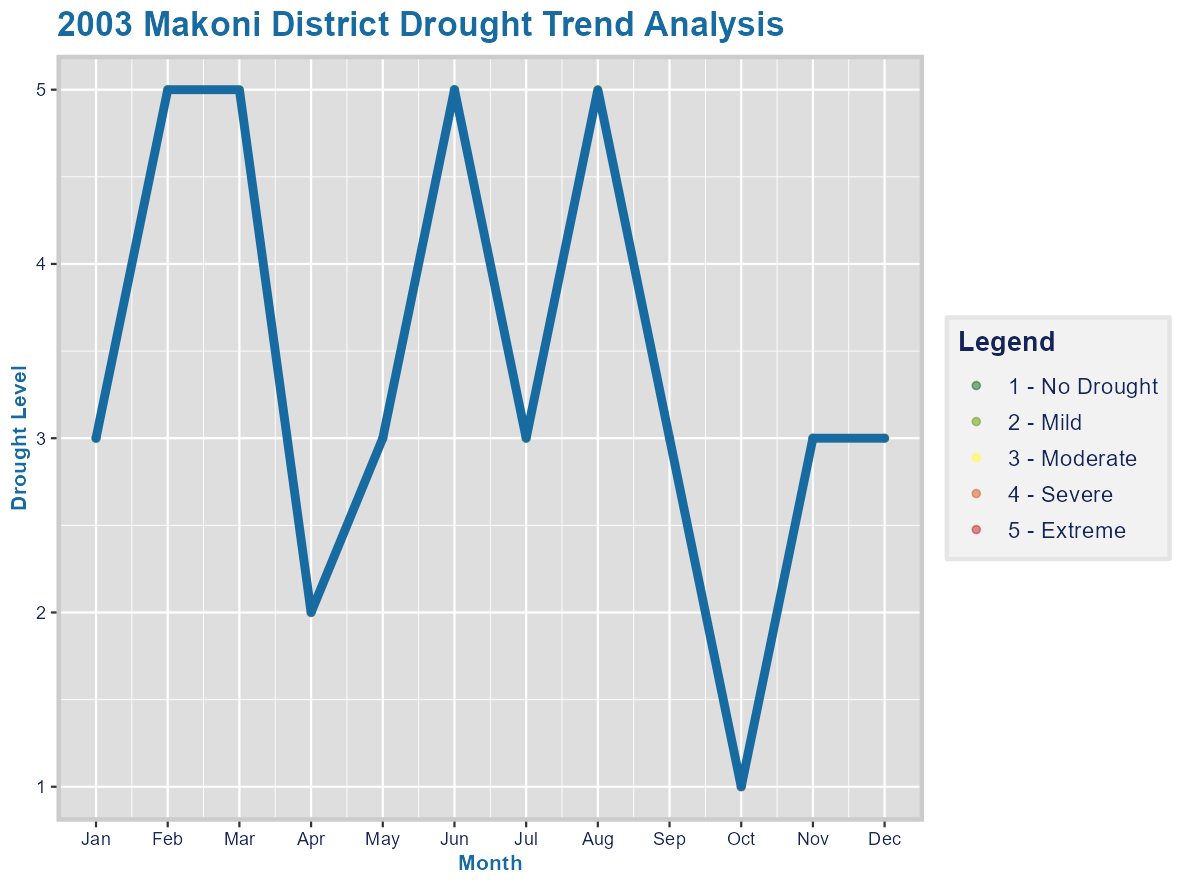 2003 Makoni District Drought Trend Analysis
5
4
3
2
1
Drought Level
Jan Feb Mar Apr May Jun Jul Aug Sep Oct Nov Dec
Month
Legend
1 - No Drought
2 - Mild
3 - Moderate
4 - Severe
5 - Extreme